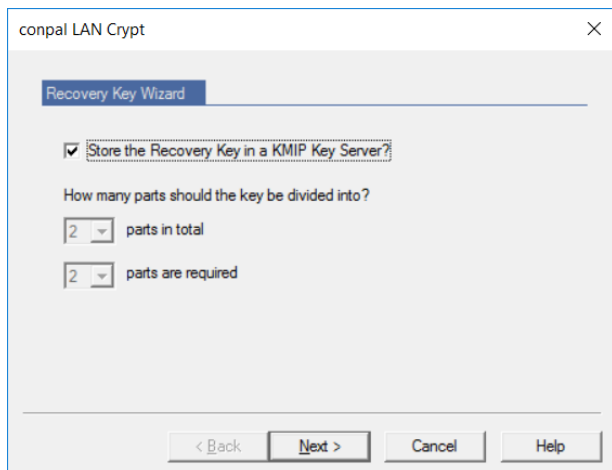 conpal LAN Crypt
Recovery Key Wizard
Store the Recovery Key in a KMIP Key Server?
How many parts should the key be divided into?
2 parts in total
2 parts are required
< Back Next > Cancel Help